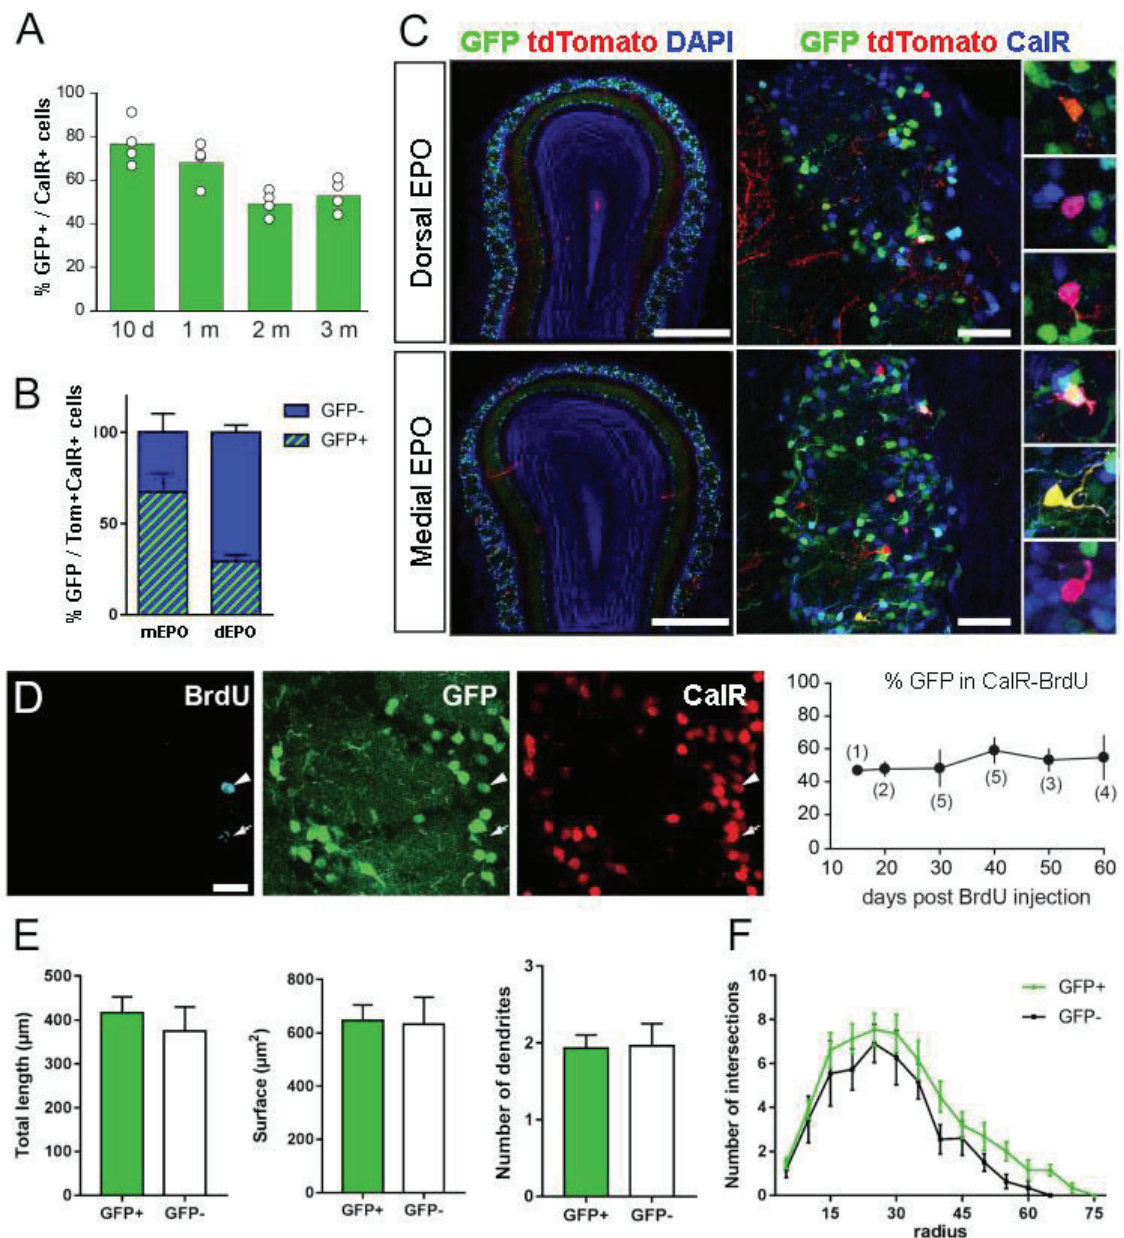 A
% GFP+ / CalR+ cells
100
80
60
40
20
0
10 d 1 m 2 m 3 m
B
% GFP / Tom+CalR+ cells
100
50
0
mEPO dEPO
GFP-
GFP+
C
GFP tdTomato DAPI
GFP tdTomato CalR
Dorsal EPO
Medial EPO
D
BrdU
GFP
CalR
% GFP in CalR-BrdU
100
80
60
40
20
0
(1)
(2)
(5)
(5)
(3)
(4)
10 20 30 40 50 60
days post BrdU injection
E
Total length (µm)
500
400
300
200
100
0
GFP+ GFP-
Surface (µm²)
800
600
400
200
0
GFP+ GFP-
Number of dendrites
3
2
1
0
GFP+ GFP-
F
Number of intersections
10
8
6
4
2
0
15 30 45 60 75
radius
GFP+
GFP-